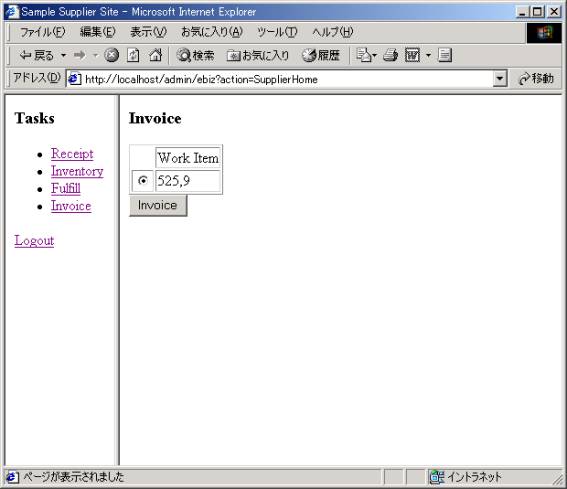 Sample Supplier Site - Microsoft Internet Explorer
ファイル(F) 編集(E) 表示(V) お気に入り(A) ツール(T) ヘルプ(H)
戻る 検索 お気に入り 履歴
アドレス(D) http://localhost/admin/ebiz?action=SupplierHome 移動
Tasks
Receipt
Inventory
Fulfill
Invoice
Logout
Invoice
Work Item
525,9
Invoice
ページが表示されました イントラネット